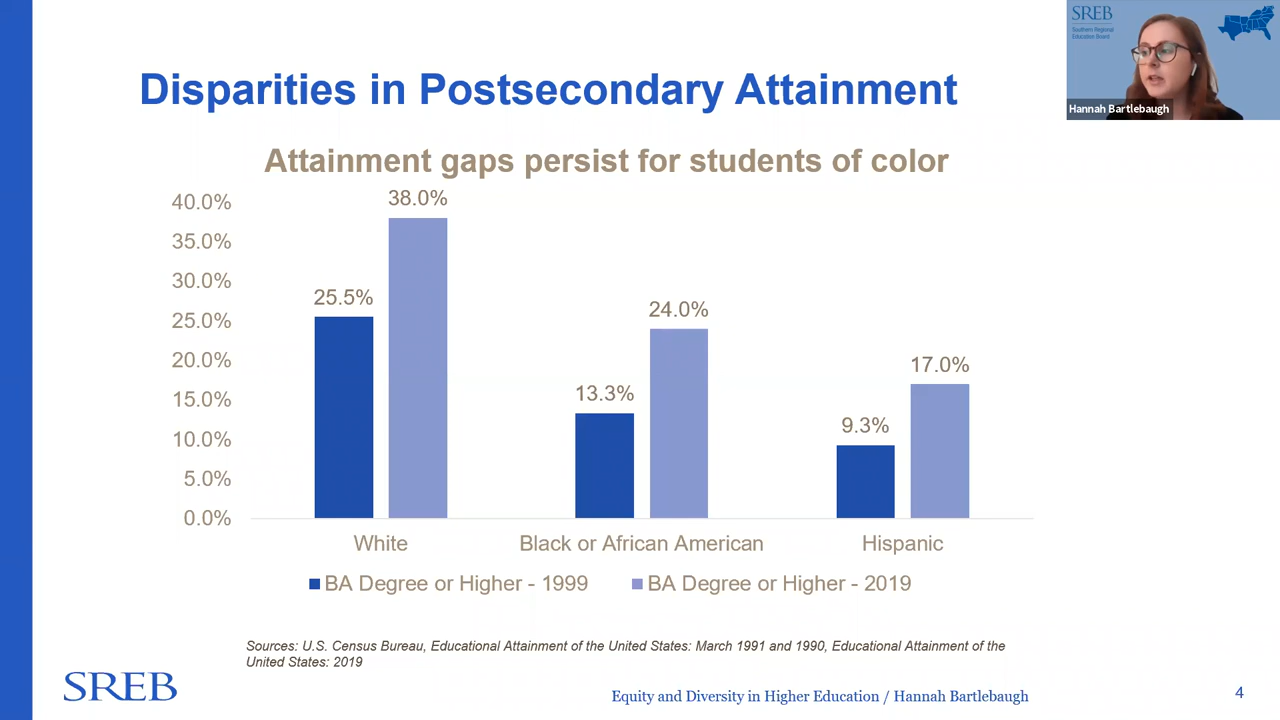 SREB
Southern Regional
Education Board
Hannah Bartlebaugh
Disparities in Postsecondary Attainment
Attainment gaps persist for students of color
40.0%
35.0%
30.0%
25.0%
20.0%
15.0%
10.0%
5.0%
0.0%
25.5%
38.0%
13.3%
24.0%
9.3%
17.0%
White
Black or African American
Hispanic
BA Degree or Higher - 1999
BA Degree or Higher - 2019
Sources: U.S. Census Bureau, Educational Attainment of the United States: March 1991 and 1990, Educational Attainment of the
United States: 2019
SREB
Equity and Diversity in Higher Education / Hannah Bartlebaugh
4